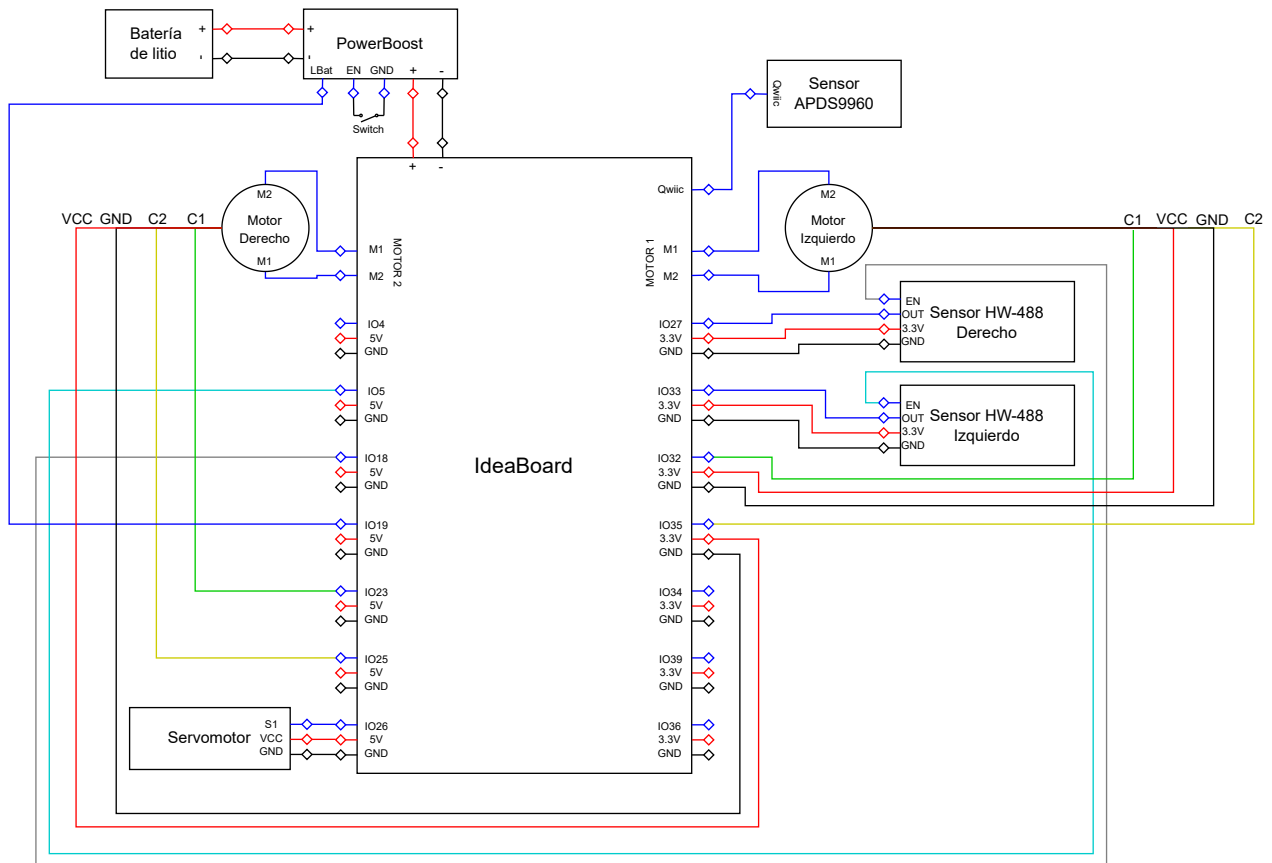 Batería
de litio
+
-
+
-
PowerBoost
LBat EN GND + -
Switch
Qwiic
Sensor
APDS9960
+ -
Qwiic
M2
Motor
Derecho
M1
VCC GND C2 C1
M1
M2
MOTOR 2
MOTOR 1
M1
M2
M2
Motor
Izquierdo
M1
C1 VCC GND C2
IO4
5V
GND
IO5
5V
GND
IO18
5V
GND
IO19
5V
GND
IO23
5V
GND
IO25
5V
GND
IO26
5V
GND
IdeaBoard
IO27
3.3V
GND
IO33
3.3V
GND
IO32
3.3V
GND
IO35
3.3V
GND
IO34
3.3V
GND
IO39
3.3V
GND
IO36
3.3V
GND
EN
OUT
3.3V
GND
Sensor HW-488
Derecho
EN
OUT
3.3V
GND
Sensor HW-488
Izquierdo
Servomotor
S1
VCC
GND